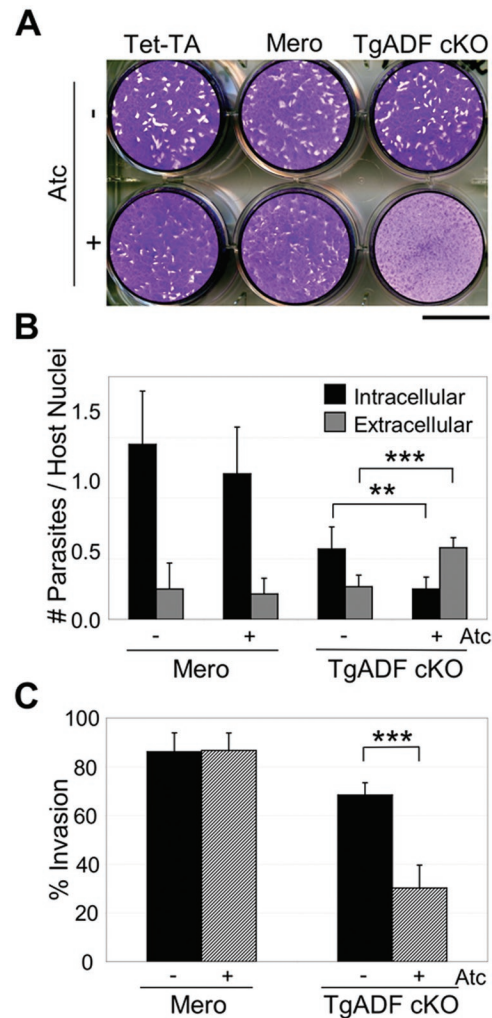 A
Tet-TA Mero TgADF cKO
Atc
-
+
B
# Parasites / Host Nuclei
1.5
1.0
0.5
0.0
Intracellular
Extracellular
***
**
- + - + Atc
Mero TgADF cKO
C
% Invasion
100
80
60
40
20
0
***
- + - + Atc
Mero TgADF cKO